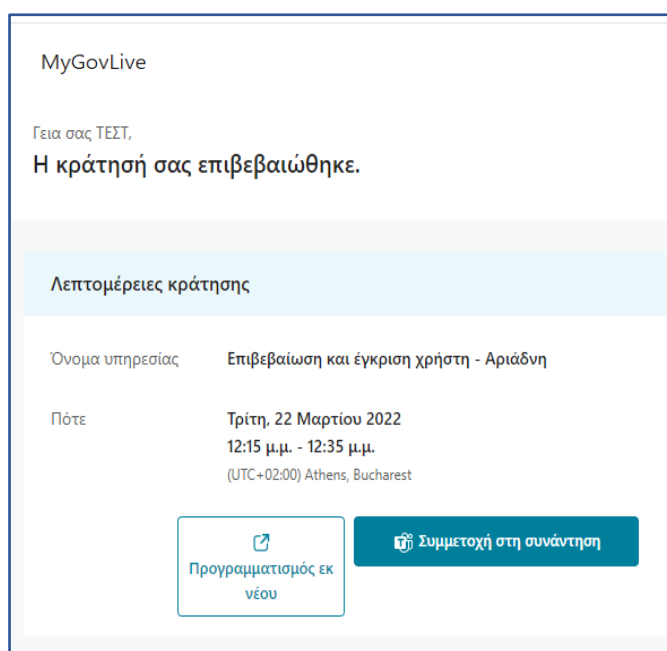 MyGovLive
Γεια σας ΤΕΣΤ,
Η κράτησή σας επιβεβαιώθηκε.
Λεπτομέρειες κράτησης
Όνομα υπηρεσίας Επιβεβαίωση και έγκριση χρήστη - Αριάδνη
Πότε Τρίτη, 22 Μαρτίου 2022
12:15 μ.μ. - 12:35 μ.μ.
(UTC+02:00) Athens, Bucharest
Προγραμματισμός εκ
νέου
Συμμετοχή στη συνάντηση